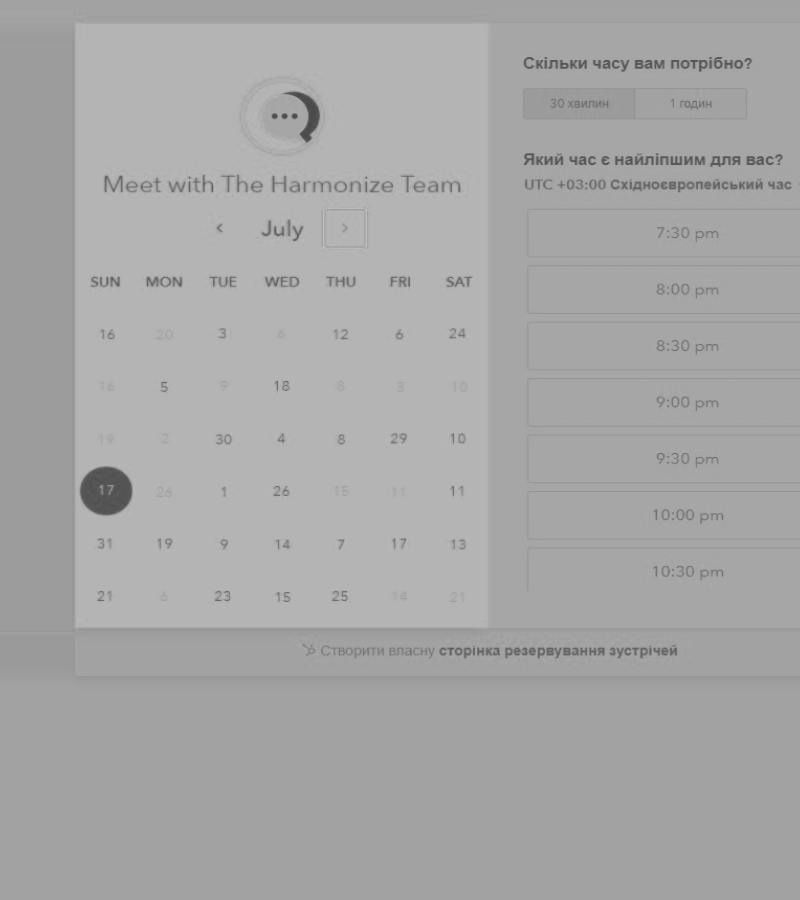 Meet with The Harmonize Team
July
SUN MON TUE WED THU FRI SAT
16 20 3 6 12 6 24
16 5 9 18 8 3 10
19 2 30 4 8 29 10
17 26 1 26 15 11 11
31 19 9 14 7 17 13
21 6 23 15 25 14 21
Скільки часу вам потрібно?
30 хвилин 1 годин
Який час є найліпшим для вас?
UTC +03:00 Східноєвропейський час
7:30 pm
8:00 pm
8:30 pm
9:00 pm
9:30 pm
10:00 pm
10:30 pm
Створити власну сторінка резервування зустрічей